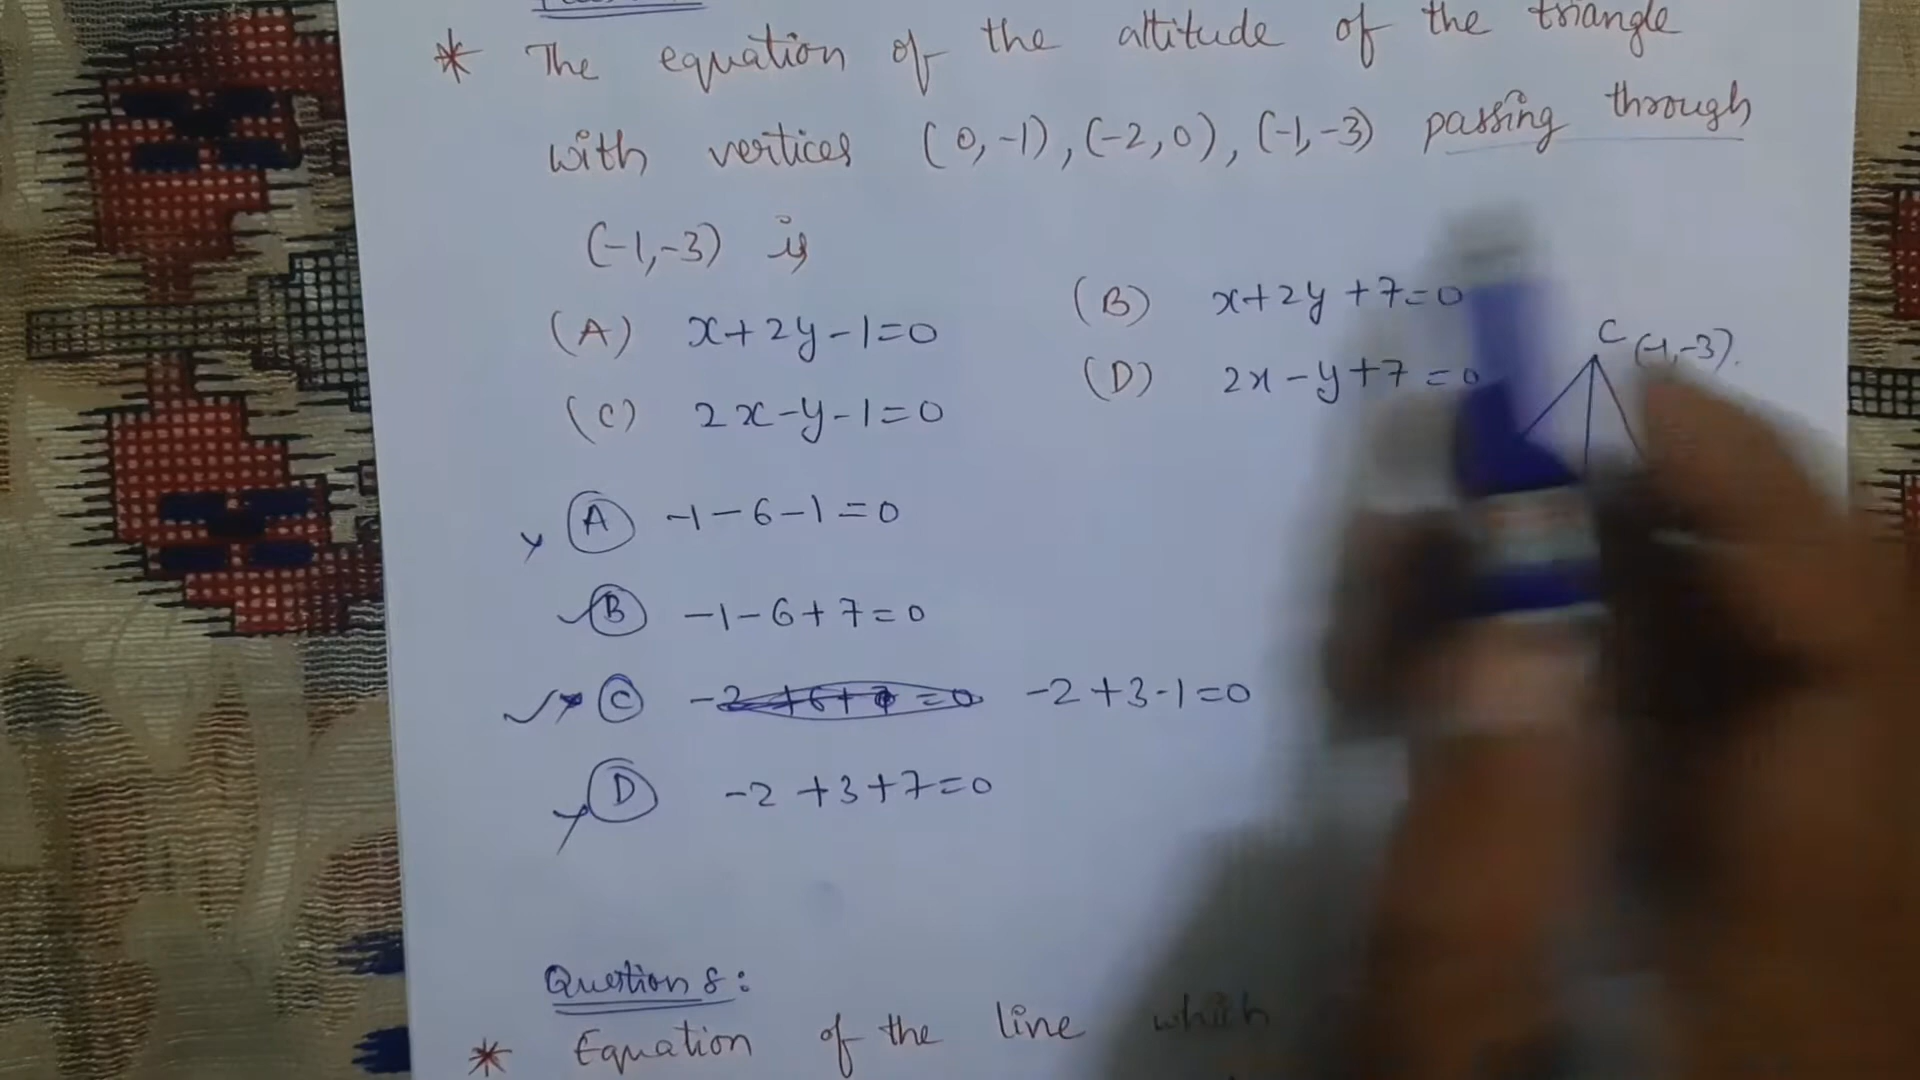 * The equation of the altitude of the triangle
with vertices (0,-1), (-2,0), (-1,-3) passing through
(-1,-3) is
(A) x+2y-1=0 (B) x+2y+7=0
(C) 2x-y-1=0 (D) 2x-y+7=0
C (-1,-3).
A -1-6-1=0
B -1-6+7=0
C -2+3-1=0
D -2+3+7=0
Question 8:
* Equation of the line which